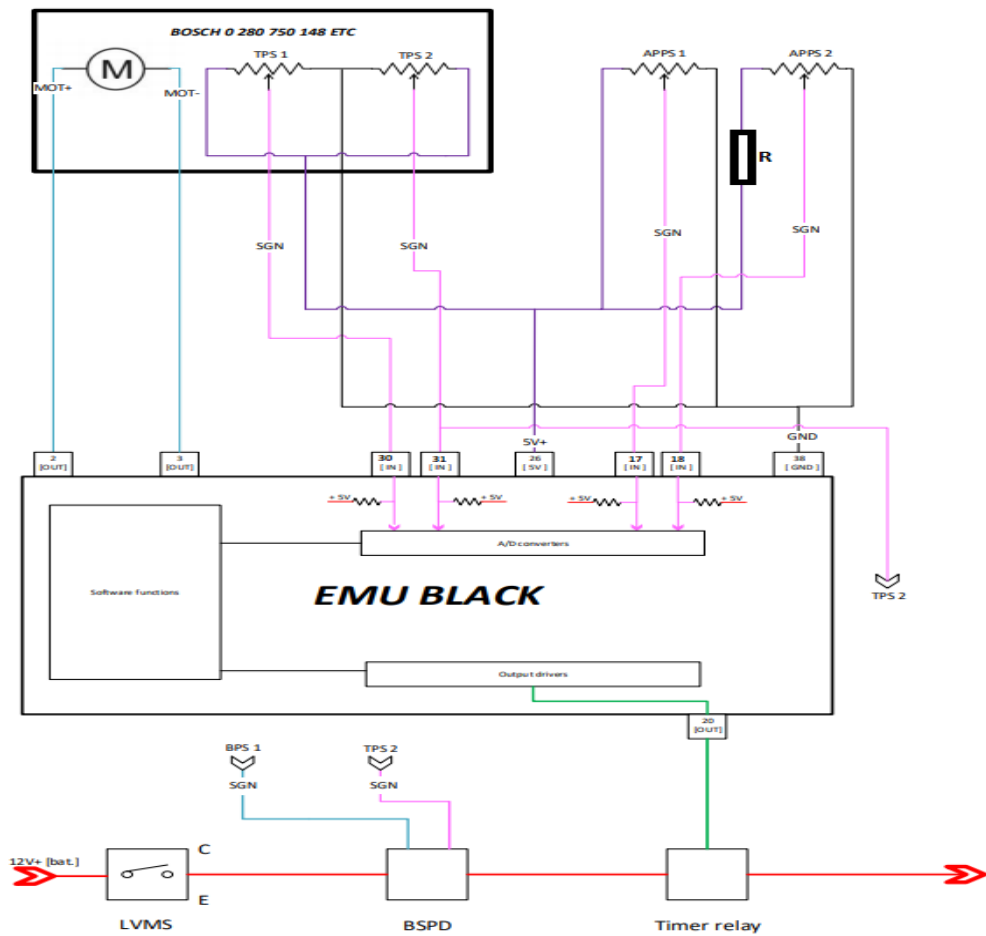 BOSCH 0 280 750 148 ETC
TPS 1
TPS 2
APPS 1
APPS 2
M
MOT+
MOT-
R
SGN
SGN
SGN
SGN
5V+
GND
2
[OUT]
3
[OUT]
30
[ IN ]
31
[ IN ]
26
[ 5V ]
17
[ IN ]
18
[ IN ]
38
[ GND ]
+ 5V
+ 5V
+ 5V
+ 5V
A/D converters
Software functions
EMU BLACK
TPS 2
Output drivers
20
[OUT]
BPS 1
TPS 2
SGN
SGN
12V+ [bat.]
C
E
LVMS
BSPD
Timer relay